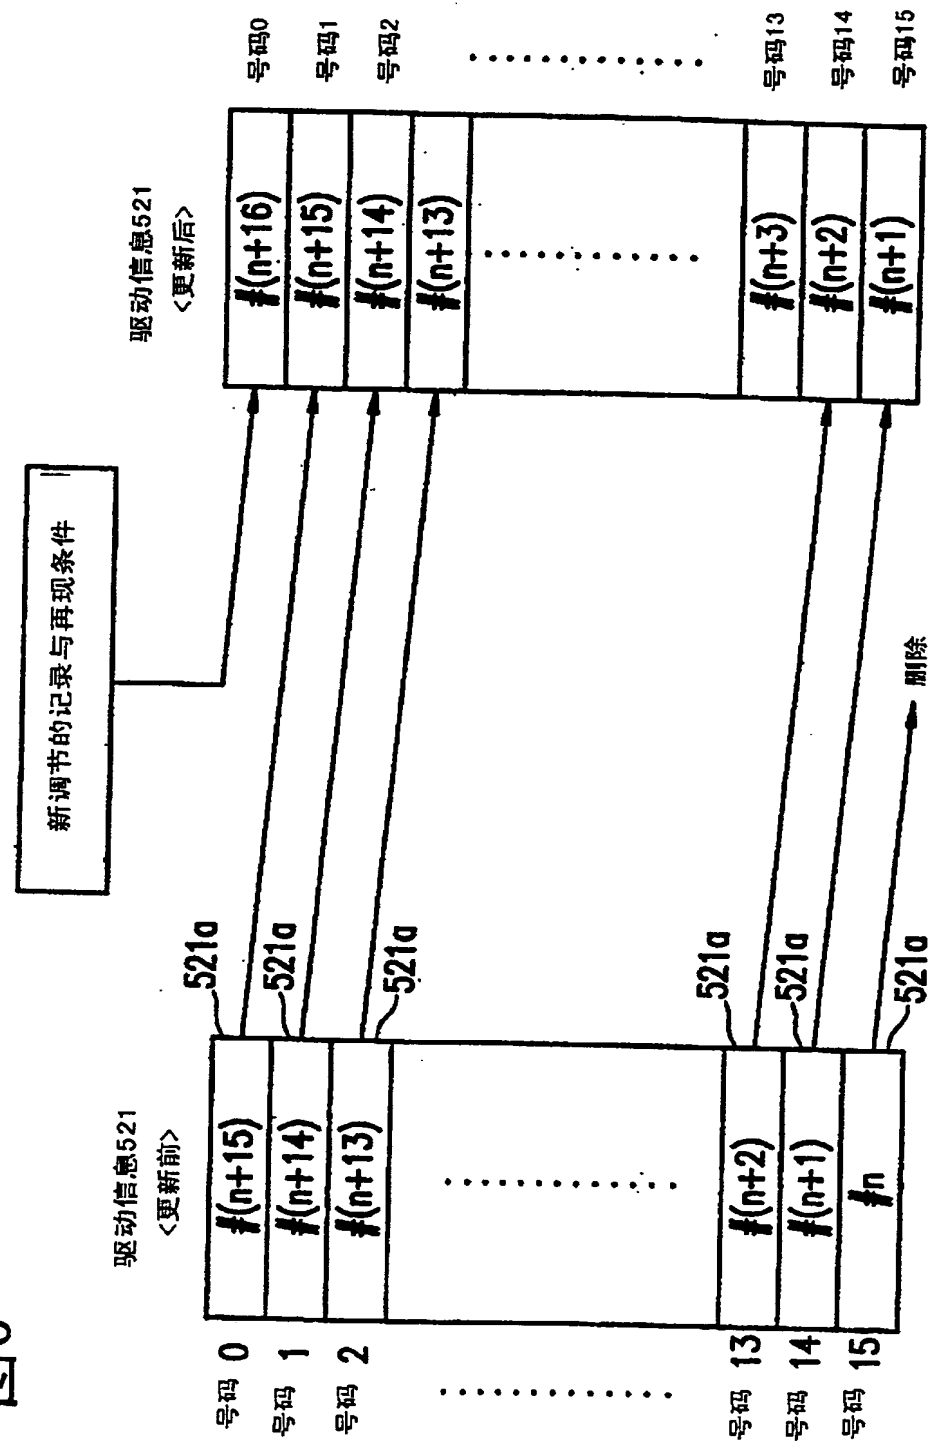 新调节的记录与再现条件
驱动信息521
<更新前>
号码 0
#(n+15)
521a
号码 1
#(n+14)
521a
号码 2
#(n+13)
521a
号码 13
#(n+2)
521a
号码 14
#(n+1)
521a
号码 15
#n
521a
删除
驱动信息521
<更新后>
#(n+16)
号码0
#(n+15)
号码1
#(n+14)
号码2
#(n+13)
#(n+3)
号码13
#(n+2)
号码14
#(n+1)
号码15